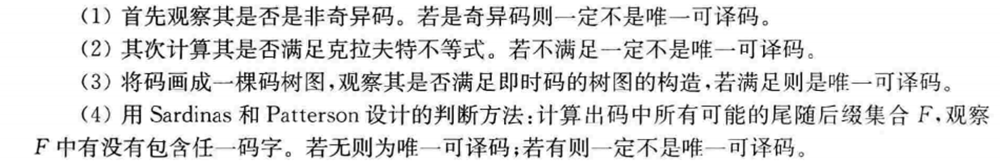 (1) 首先观察其是否是非奇异码。若是奇异码则一定不是唯一可译码。
(2) 其次计算其是否满足克拉夫特不等式。若不满足一定不是唯一可译码。
(3) 将码画成一棵码树图,观察其是否满足即时码的树图的构造,若满足则是唯一可译码。
(4) 用 Sardinas 和 Patterson 设计的判断方法:计算出码中所有可能的尾随后缀集合 F,观察
F 中有没有包含任一码字。若无则为唯一可译码;若有则一定不是唯一可译码。